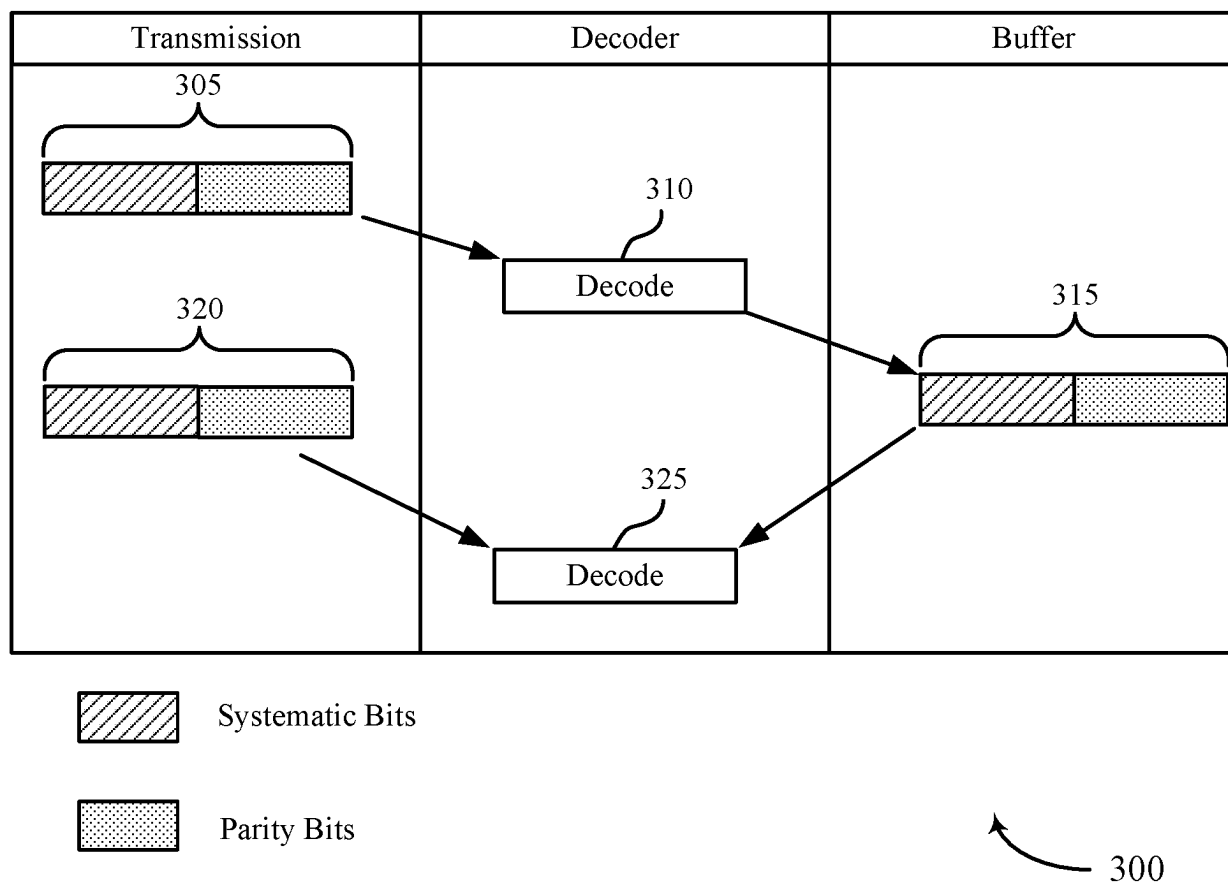 Transmission Decoder Buffer
305
310
Decode
320
315
325
Decode
Systematic Bits
Parity Bits
300